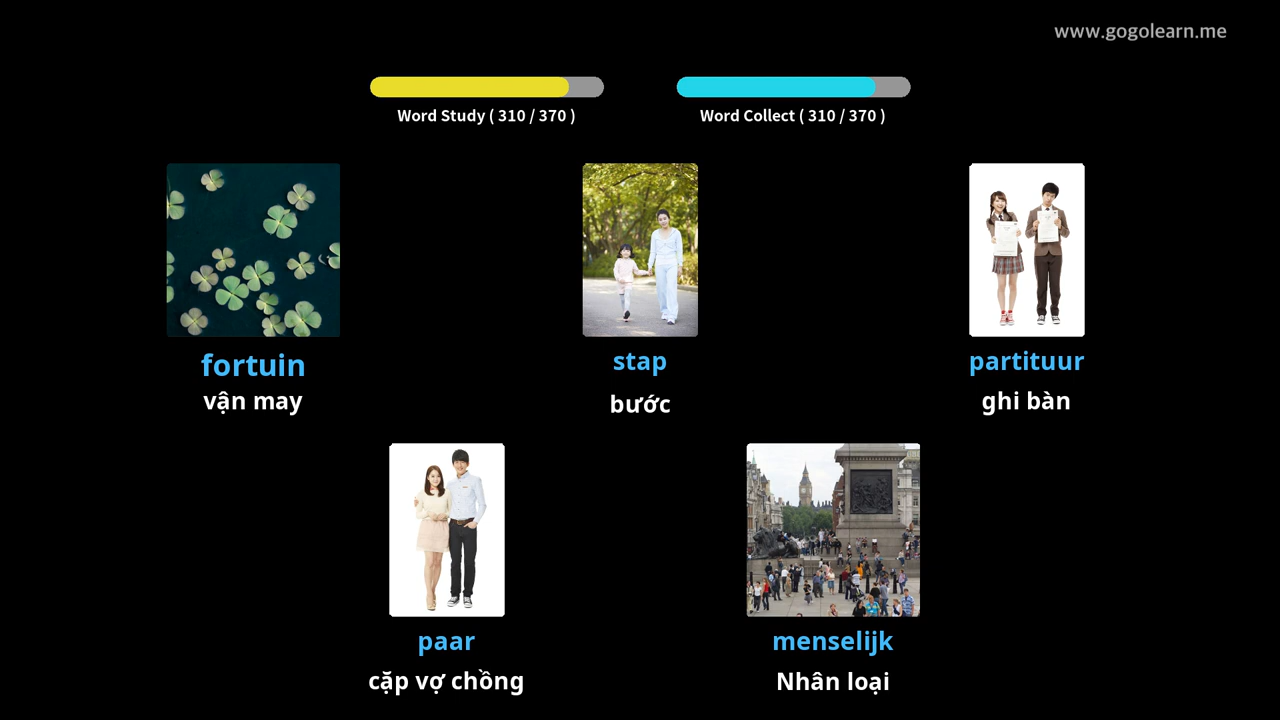 www.gogolearn.me
Word Study ( 310 / 370 )
Word Collect ( 310 / 370 )
fortuin
vận may
stap
bước
partituur
ghi bàn
paar
cặp vợ chồng
menselijk
Nhân loại